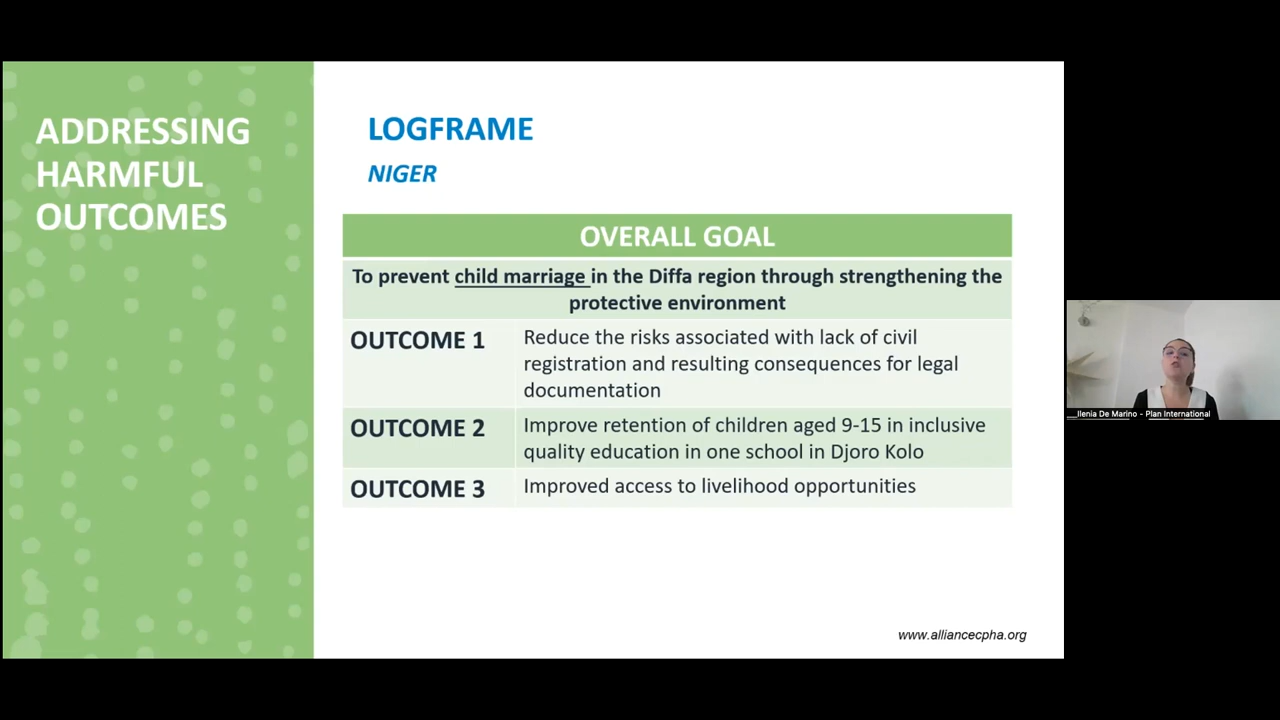 ADDRESSING
HARMFUL
OUTCOMES
LOGFRAME
NIGER
OVERALL GOAL
To prevent child marriage in the Diffa region through strengthening the
protective environment
OUTCOME 1
Reduce the risks associated with lack of civil
registration and resulting consequences for legal
documentation
OUTCOME 2
Improve retention of children aged 9-15 in inclusive
quality education in one school in Djoro Kolo
OUTCOME 3
Improved access to livelihood opportunities
www.alliancecpha.org
Ilenia De Marino - Plan International